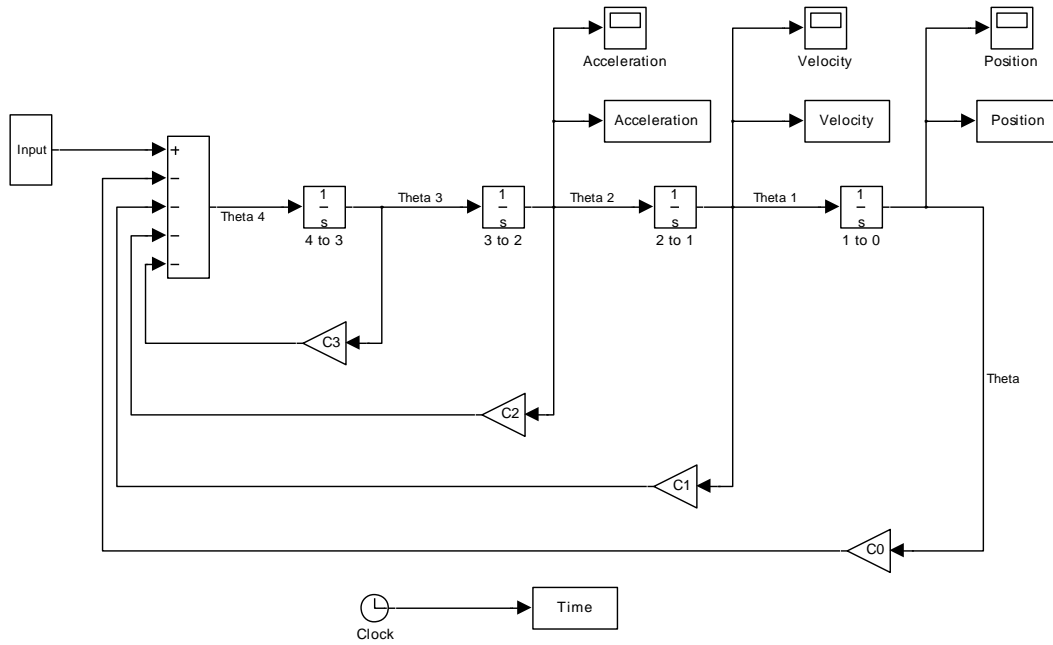 Acceleration
Velocity
Position
Acceleration
Velocity
Position
Input
+
−
−
−
−
Theta 4
1
s
4 to 3
Theta 3
1
s
3 to 2
Theta 2
1
s
2 to 1
Theta 1
1
s
1 to 0
C3
Theta
C2
C1
C0
Time
Clock